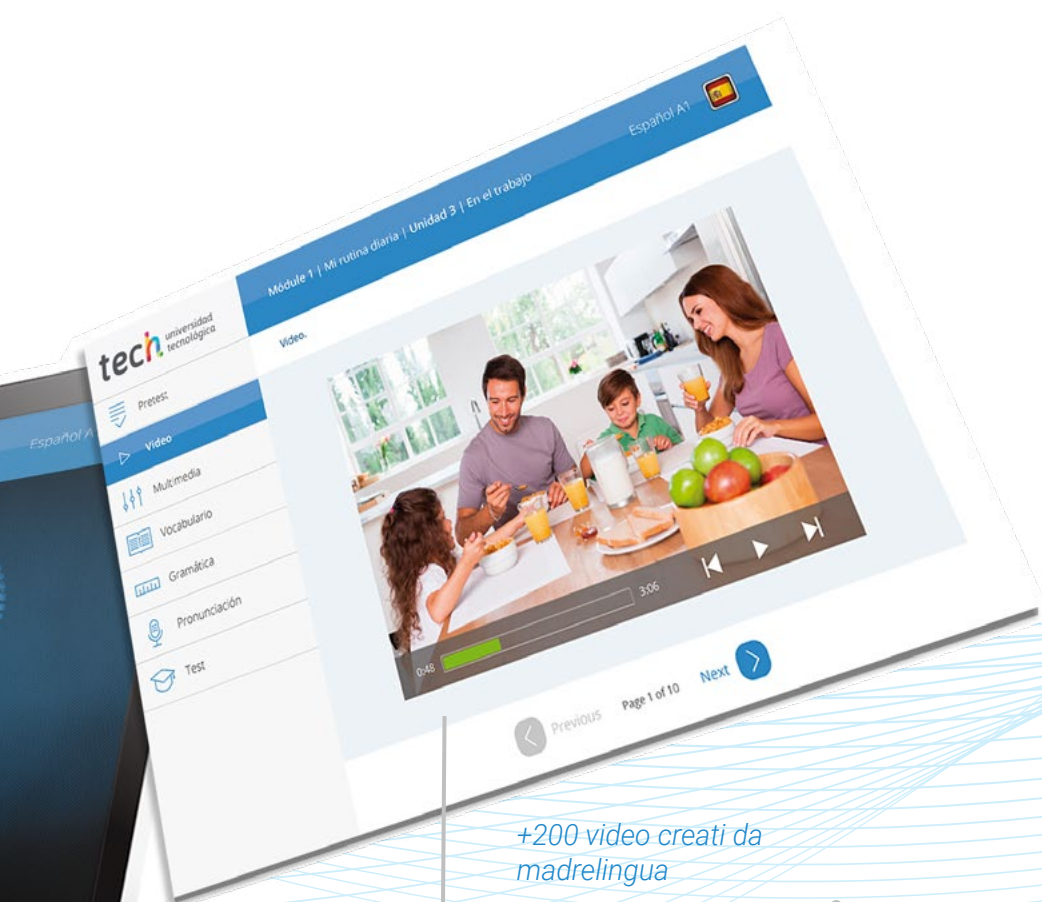 Español A1
Módule 1 | Mi rutina diaria | Unidad 3 | En el trabajo
tech universidad
tecnológica
Video.
Pretest
Video
Multimedia
Vocabulario
Gramática
Pronunciación
Test
Español A
0:48
3:06
Previous
Page 1 of 10
Next
+200 video creati da
madrelingua